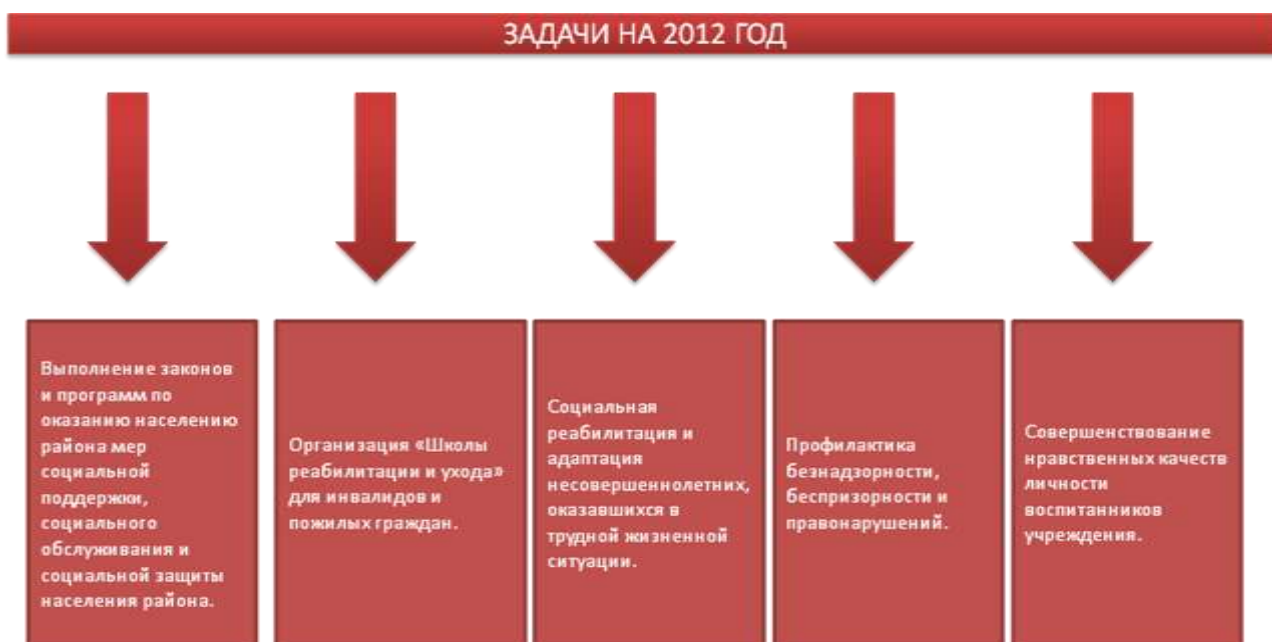 ЗАДАЧИ НА 2012 ГОД
Выполнение законов
и программ по
оказанию населению
района мер
социальной
поддержки,
социального
обслуживания и
социальной защиты
населения района.
Организация «Школы
реабилитации и ухода»
для инвалидов и
пожилых граждан.
Социальная
реабилитация и
адаптация
несовершеннолетних,
оказавшихся в
трудной жизненной
ситуации.
Профилактика
безнадзорности,
беспризорности и
правонарушений.
Совершенствование
нравственных качеств
личности
воспитанников
учреждения.